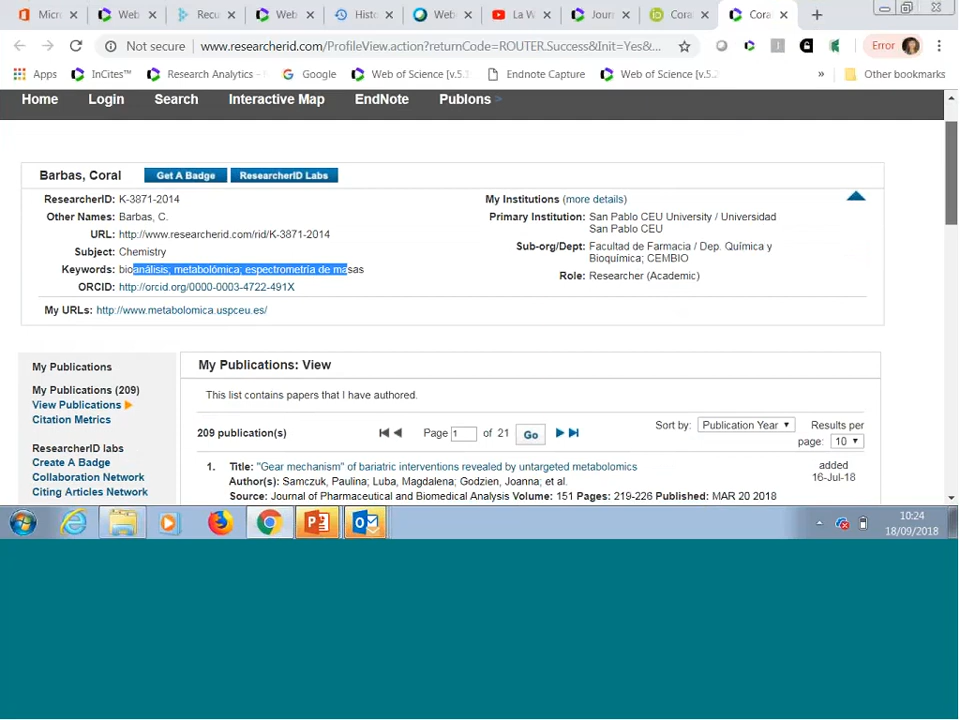 Micro
Web
Recu
Web
Histo
Web
La W
Journ
Cora
Cora
Not secure
www.researcherid.com/ProfileView.action?returnCode=ROUTER.Success&Init=Yes&...
Error
Apps
InCites™
Research Analytics -
Google
Web of Science [v.5.
Endnote Capture
Web of Science [v.5.2
»
Other bookmarks
Home Login Search Interactive Map EndNote Publons >
Barbas, Coral
Get A Badge
ResearcherID Labs
ResearcherID: K-3871-2014
Other Names: Barbas, C.
URL: http://www.researcherid.com/rid/K-3871-2014
Subject: Chemistry
Keywords: bioanálisis; metabolómica; espectrometría de masas
ORCID: http://orcid.org/0000-0003-4722-491X
My URLs: http://www.metabolomica.uspceu.es/
My Institutions (more details)
Primary Institution: San Pablo CEU University / Universidad
San Pablo CEU
Sub-org/Dept: Facultad de Farmacia / Dep. Química y
Bioquímica; CEMBIO
Role: Researcher (Academic)
My Publications
My Publications (209)
View Publications
Citation Metrics
ResearcherID labs
Create A Badge
Collaboration Network
Citing Articles Network
My Publications: View
This list contains papers that I have authored.
209 publication(s)
Page 1 of 21 Go
Sort by: Publication Year
Results per
page: 10
1. Title: "Gear mechanism" of bariatric interventions revealed by untargeted metabolomics
Author(s): Samczuk, Paulina; Luba, Magdalena; Godzien, Joanna; et al.
Source: Journal of Pharmaceutical and Biomedical Analysis Volume: 151 Pages: 219-226 Published: MAR 20 2018
added
16-Jul-18
10:24
18/09/2018